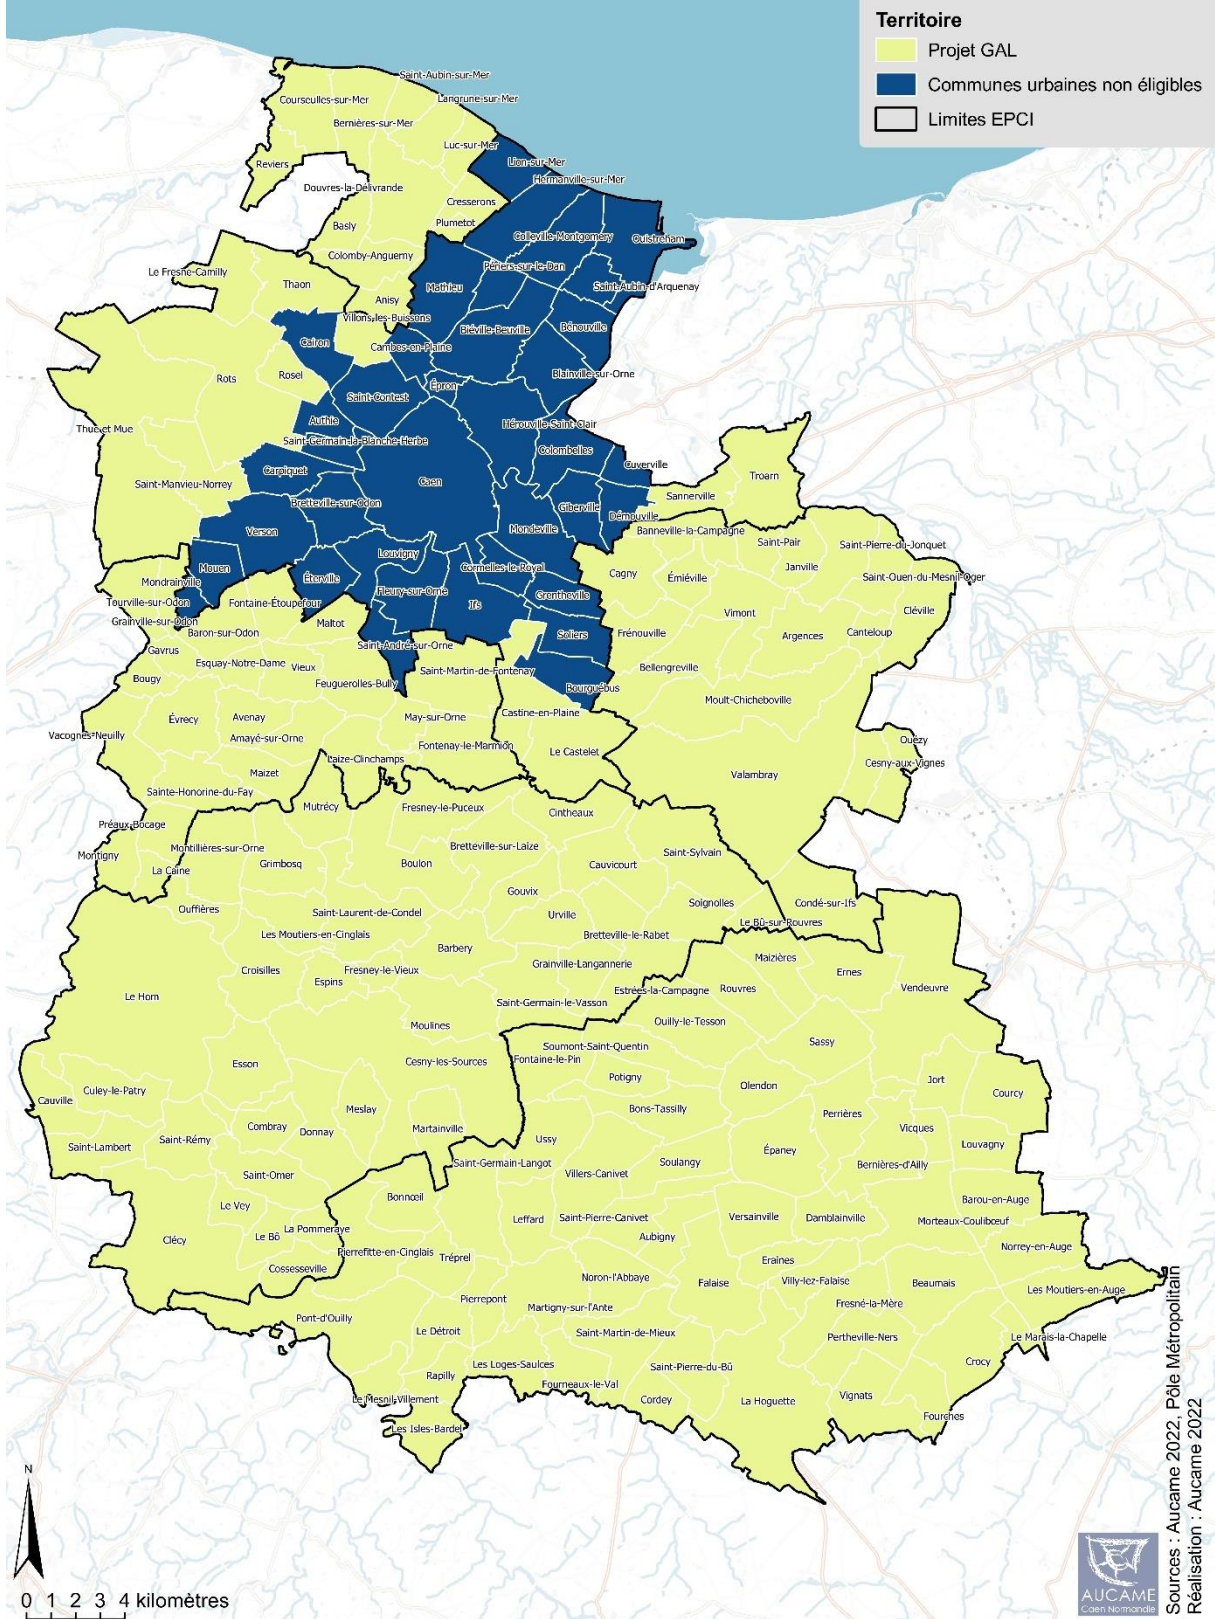 Territoire
Projet GAL
Communes urbaines non éligibles
Limites EPCI
Saint-Aubin-sur-Mer
Courseulles-sur-Mer
Langrune-sur-Mer
Bernières-sur-Mer
Luc-sur-Mer
Reviers
Lion-sur-Mer
Hermanville-sur-Mer
Douvres-la-Délivrande
Cresserons
Basly
Plumetot
Colleville-Montgomery
Ouistreham
Colomby-Anguerny
Périers-sur-le-Dan
Le Fresne-Camilly
Thaon
Mathieu
Saint-Aubin-d'Arquenay
Anisy
Villons-les-Buissons
Biéville-Beuville
Bénouville
Cairon
Cambes-en-Plaine
Rots
Rosel
Épron
Blainville-sur-Orne
Saint-Contest
Authie
Hérouville-Saint-Clair
Thue et Mue
Saint-Germain-la-Blanche-Herbe
Colombelles
Carpiquet
Cuverville
Caen
Troarn
Saint-Manvieu-Norrey
Sannerville
Bretteville-sur-Odon
Giberville
Démouville
Verson
Mondeville
Banneville-la-Campagne
Saint-Pair
Saint-Pierre-du-Jonquet
Louvigny
Mouen
Cormelles-le-Royal
Cagny
Émiéville
Janville
Saint-Ouen-du-Mesnil-Oger
Mondrainville
Éterville
Fleury-sur-Orne
Grentheville
Tourville-sur-Odon
Fontaine-Étoupefour
Ifs
Vimont
Cléville
Grainville-sur-Odon
Maltot
Baron-sur-Odon
Soliers
Frénouville
Argences
Canteloup
Gavrus
Saint-André-sur-Orne
Esquay-Notre-Dame
Vieux
Saint-Martin-de-Fontenay
Bellengreville
Bougy
Feuguerolles-Bully
Bourguébus
Moult-Chicheboville
Évrecy
Avenay
May-sur-Orne
Castine-en-Plaine
Vacognes-Neuilly
Amayé-sur-Orne
Fontenay-le-Marmion
Le Castelet
Ouézy
Laize-Clinchamps
Cesny-aux-Vignes
Maizet
Valambray
Sainte-Honorine-du-Fay
Mutrécy
Fresney-le-Puceux
Cintheaux
Préaux-Bocage
Montigny
Montillières-sur-Orne
Bretteville-sur-Laize
Saint-Sylvain
La Caine
Grimbosq
Boulon
Cauvicourt
Gouvix
Soignolles
Condé-sur-Ifs
Ouffières
Saint-Laurent-de-Condel
Urville
Le Bû-sur-Rouvres
Les Moutiers-en-Cinglais
Barbery
Bretteville-le-Rabet
Maizières
Croisilles
Fresney-le-Vieux
Grainville-Langannerie
Ernes
Espins
Estrées-la-Campagne
Rouvres
Vendeuvre
Le Hom
Saint-Germain-le-Vasson
Moulines
Ouilly-le-Tesson
Sassy
Soumont-Saint-Quentin
Esson
Cesny-les-Sources
Fontaine-le-Pin
Potigny
Olendon
Jort
Courcy
Culey-le-Patry
Cauville
Meslay
Bons-Tassilly
Perrières
Combray
Donnay
Martainville
Vicques
Saint-Lambert
Saint-Rémy
Ussy
Épaney
Louvagny
Saint-Germain-Langot
Soulangy
Bernières-d'Ailly
Saint-Omer
Villers-Canivet
Bonnœil
Barou-en-Auge
Le Vey
Leffard
Saint-Pierre-Canivet
Versainville
Damblainville
Morteaux-Coulibœuf
La Pommeraye
Le Bô
Aubigny
Clécy
Pierrefitte-en-Cinglais
Tréprel
Eraines
Norrey-en-Auge
Cossesseville
Noron-l'Abbaye
Falaise
Villy-lez-Falaise
Beaumais
Les Moutiers-en-Auge
Pierrepont
Martigny-sur-l'Ante
Fresné-la-Mère
Pont-d'Ouilly
Le Détroit
Saint-Martin-de-Mieux
Pertheville-Ners
Le Marais-la-Chapelle
Les Loges-Saulces
Saint-Pierre-du-Bû
Crocy
Rapilly
Fourneaux-le-Val
Le Mesnil-Villement
Cordey
La Hoguette
Vignats
Fourches
Les Isles-Bardel
N
0 1 2 3 4 kilomètres
AUCAME
Caen Normandie
Sources : Aucame 2022, Pôle Métropolitain
Réalisation : Aucame 2022